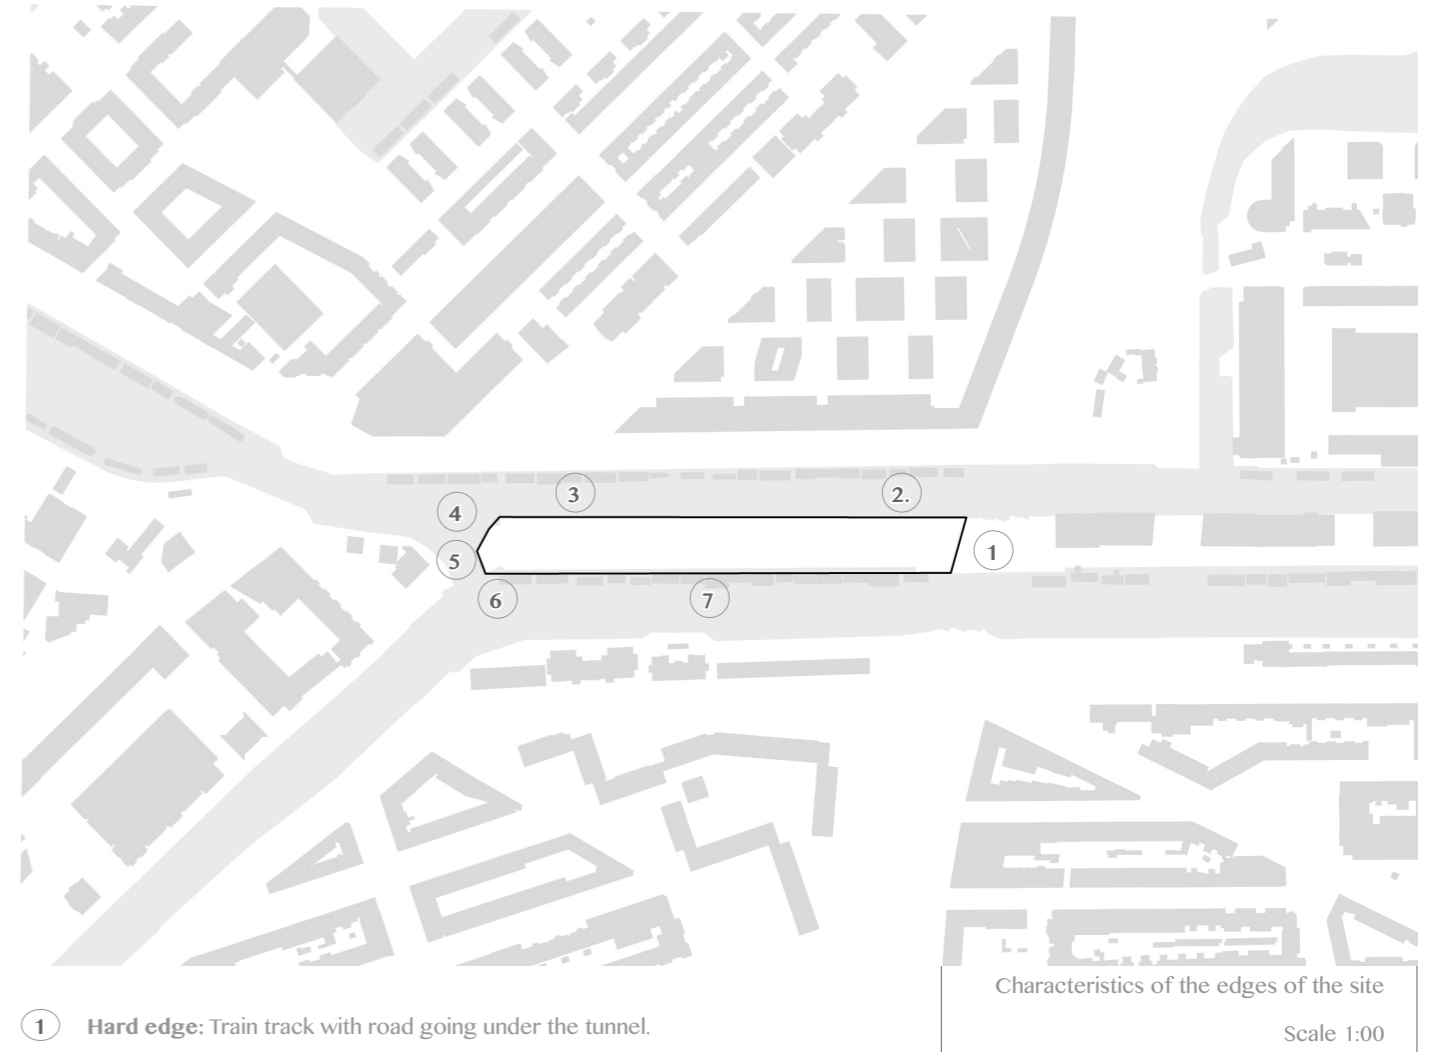 3
2.
4
1
5
6
7
Characteristics of the edges of the site
1 Hard edge: Train track with road going under the tunnel.
Scale 1:00